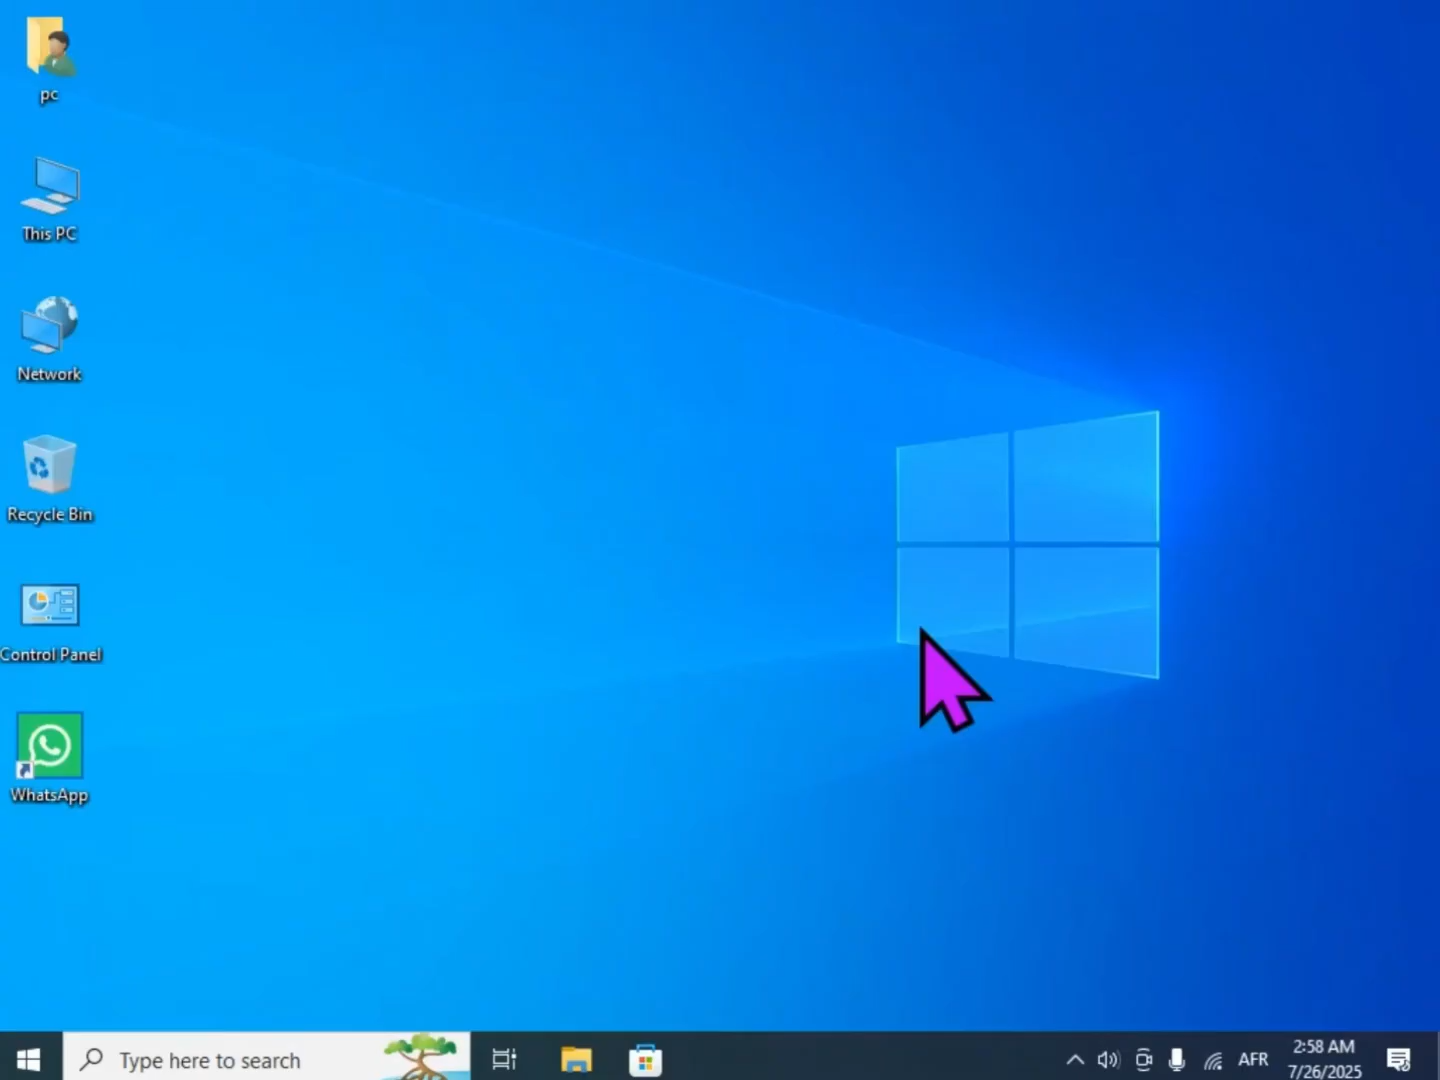 pc
This PC
Network
Recycle Bin
Control Panel
WhatsApp
Type here to search
AFR
2:58 AM
7/26/2025